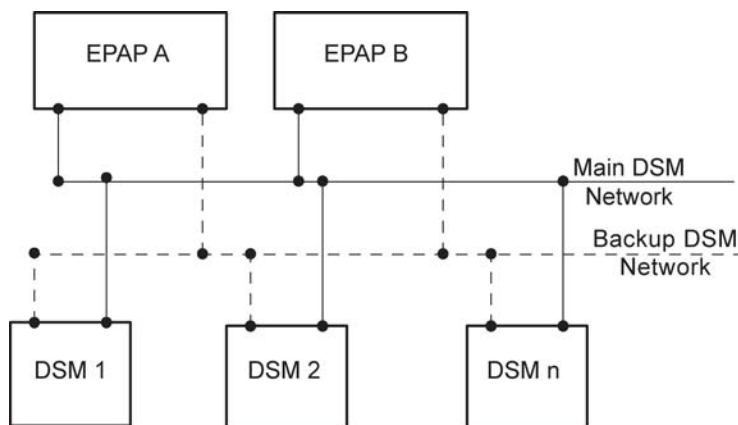 EPAP A
EPAP B
Main DSM
Network
Backup DSM
Network
DSM 1
DSM 2
DSM n